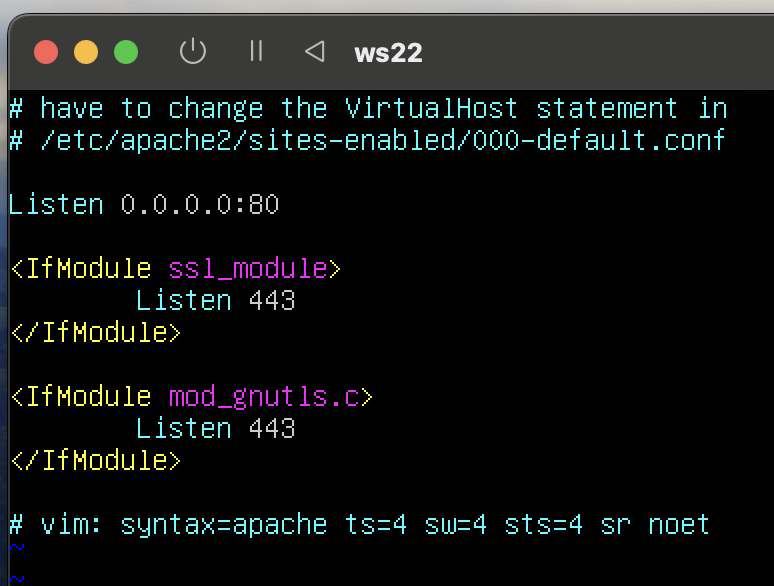 ws22
# have to change the VirtualHost statement in
# /etc/apache2/sites-enabled/000-default.conf

Listen 0.0.0.0:80

<IfModule ssl_module>
        Listen 443
</IfModule>

<IfModule mod_gnutls.c>
        Listen 443
</IfModule>

# vim: syntax=apache ts=4 sw=4 sts=4 sr noet
~
~